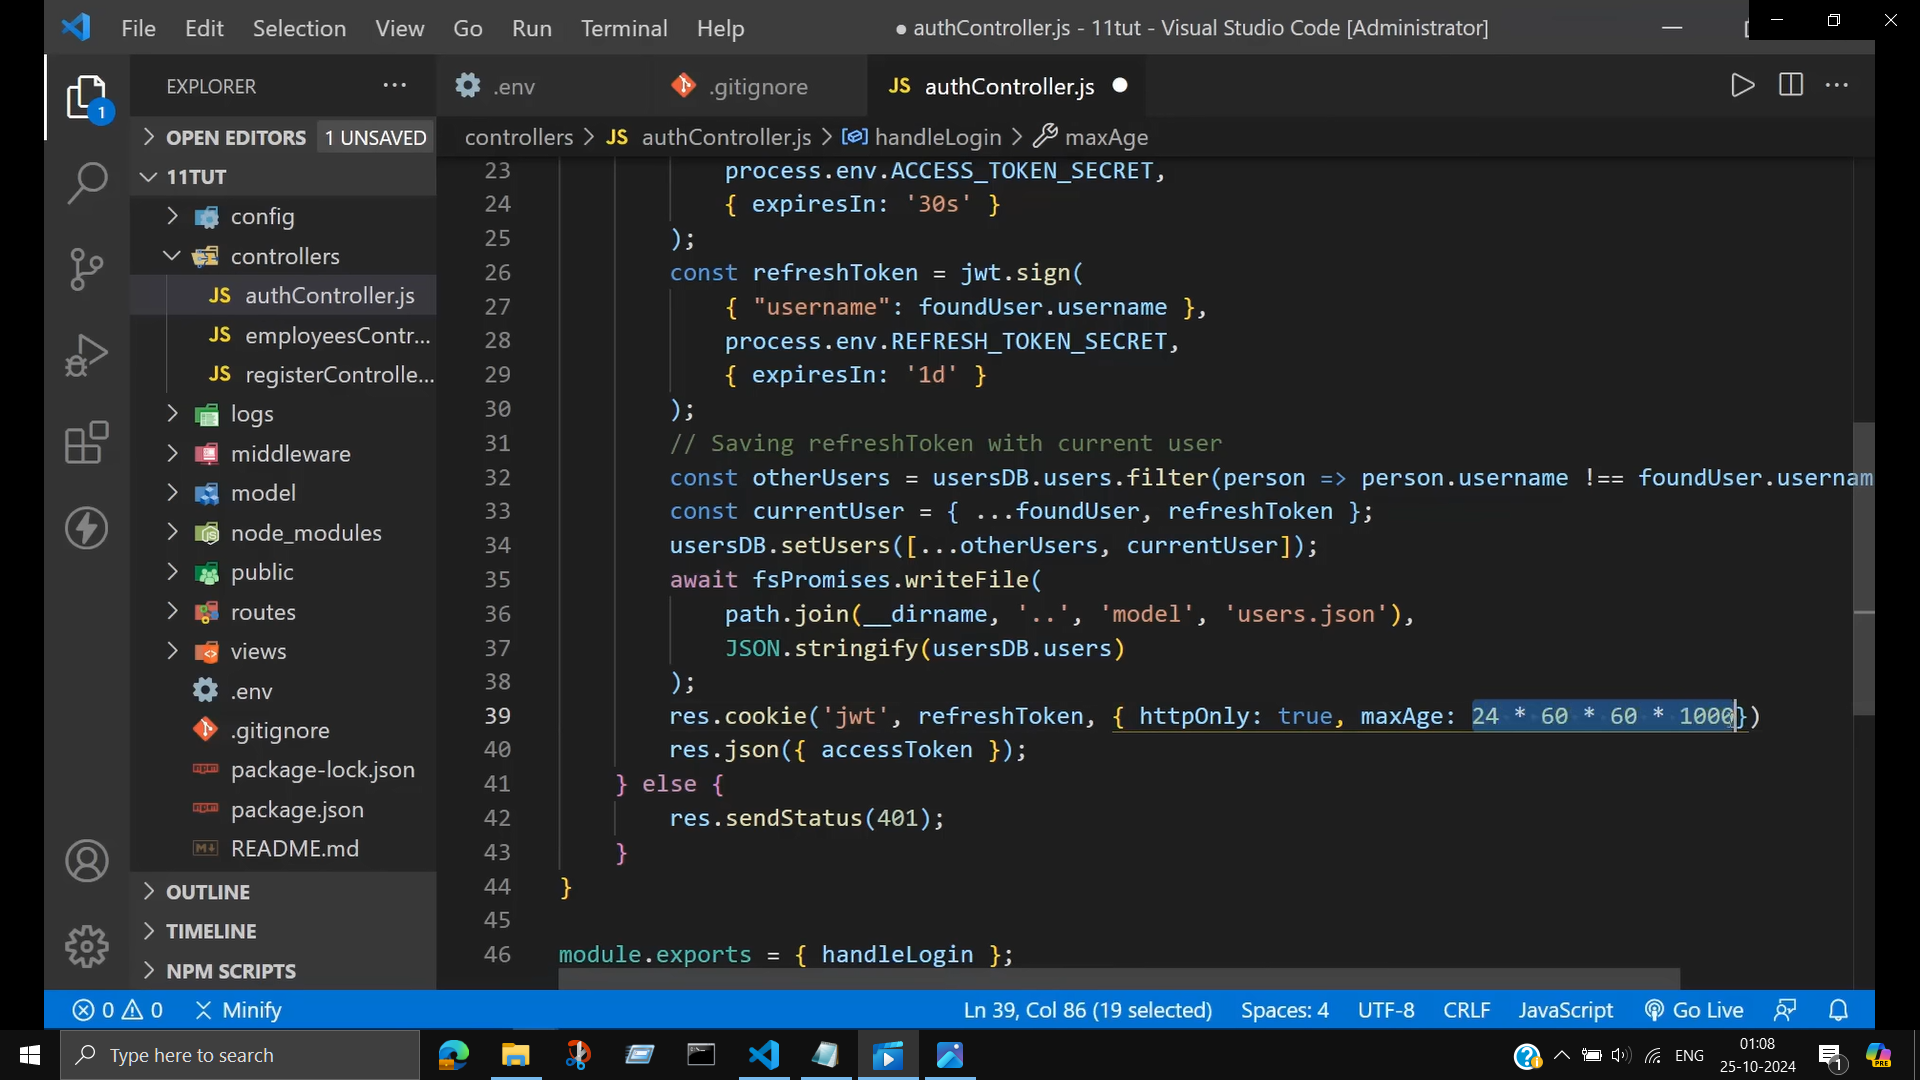 File Edit Selection View Go Run Terminal Help
● authController.js - 11tut - Visual Studio Code [Administrator]
EXPLORER
1
OPEN EDITORS 1 UNSAVED
11TUT
config
controllers
JS authController.js
JS employeesContr...
JS registerControlle...
logs
middleware
model
node_modules
public
routes
views
.env
.gitignore
package-lock.json
package.json
README.md
OUTLINE
TIMELINE
NPM SCRIPTS
.env
.gitignore
JS authController.js
controllers > JS authController.js > handleLogin > maxAge
23 process.env.ACCESS_TOKEN_SECRET,
24 { expiresIn: '30s' }
25 );
26 const refreshToken = jwt.sign(
27 { "username": foundUser.username },
28 process.env.REFRESH_TOKEN_SECRET,
29 { expiresIn: '1d' }
30 );
31 // Saving refreshToken with current user
32 const otherUsers = usersDB.users.filter(person => person.username !== foundUser.usernam
33 const currentUser = { ...foundUser, refreshToken };
34 usersDB.setUsers([...otherUsers, currentUser]);
35 await fsPromises.writeFile(
36 path.join(__dirname, '..', 'model', 'users.json'),
37 JSON.stringify(usersDB.users)
38 );
39 res.cookie('jwt', refreshToken, { httpOnly: true, maxAge: 24 * 60 * 60 * 1000})
40 res.json({ accessToken });
41 } else {
42 res.sendStatus(401);
43 }
44 }
45
46 module.exports = { handleLogin };
0 0 Minify
Ln 39, Col 86 (19 selected) Spaces: 4 UTF-8 CRLF JavaScript Go Live
Type here to search
ENG
01:08
25-10-2024
1
PRE